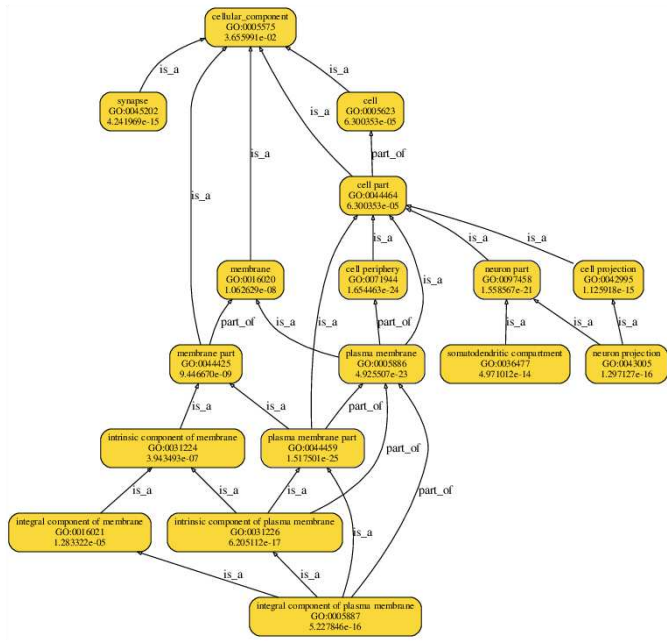 cellular_component
GO:0005575
3.655991e-02
is_a
is_a
synapse
GO:0045202
4.241969e-15
is_a
cell
GO:0005623
6.300353e-05
part_of
is_a
is_a
cell part
GO:0044464
6.300353e-05
is_a
is_a
is_a
membrane
GO:0016020
1.062629e-08
cell periphery
GO:0071944
1.654463e-24
is_a
neuron part
GO:0097458
1.558567e-21
cell projection
GO:0042995
1.125918e-15
part_of
is_a
is_a
part_of
is_a
is_a
is_a
membrane part
GO:0044425
9.446670e-09
plasma membrane
GO:0005886
4.925507e-23
somatodendritic compartment
GO:0036477
4.971012e-14
neuron projection
GO:0043005
1.297127e-16
is_a
is_a
part_of
intrinsic component of membrane
GO:0031224
3.943493e-07
plasma membrane part
GO:0044459
1.517501e-25
part_of
is_a
is_a
is_a
part_of
integral component of membrane
GO:0016021
1.283322e-05
intrinsic component of plasma membrane
GO:0031226
6.205112e-17
is_a
is_a
is_a
integral component of plasma membrane
GO:0005887
5.227846e-16